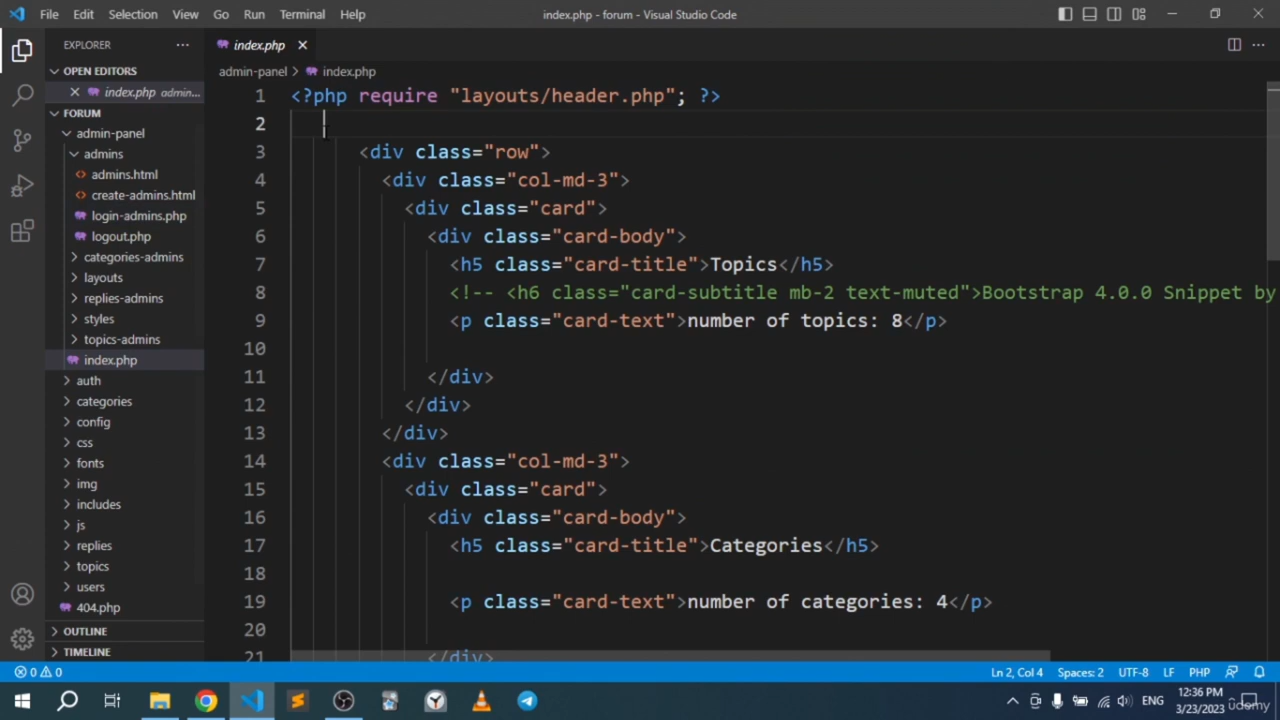 File Edit Selection View Go Run Terminal Help
index.php - forum - Visual Studio Code
EXPLORER
OPEN EDITORS
index.php admin...
FORUM
admin-panel
admins
admins.html
create-admins.html
login-admins.php
logout.php
categories-admins
layouts
replies-admins
styles
topics-admins
index.php
auth
categories
config
css
fonts
img
includes
js
replies
topics
users
404.php
OUTLINE
TIMELINE
index.php
admin-panel > index.php
1 <?php require "layouts/header.php"; ?>
2
3 <div class="row">
4 <div class="col-md-3">
5 <div class="card">
6 <div class="card-body">
7 <h5 class="card-title">Topics</h5>
8 <!-- <h6 class="card-subtitle mb-2 text-muted">Bootstrap 4.0.0 Snippet by
9 <p class="card-text">number of topics: 8</p>
10
11 </div>
12 </div>
13 </div>
14 <div class="col-md-3">
15 <div class="card">
16 <div class="card-body">
17 <h5 class="card-title">Categories</h5>
18
19 <p class="card-text">number of categories: 4</p>
20
21 </div>
0 0
Ln 2, Col 4 Spaces: 2 UTF-8 LF PHP
ENG
12:36 PM
3/23/2023
udemy